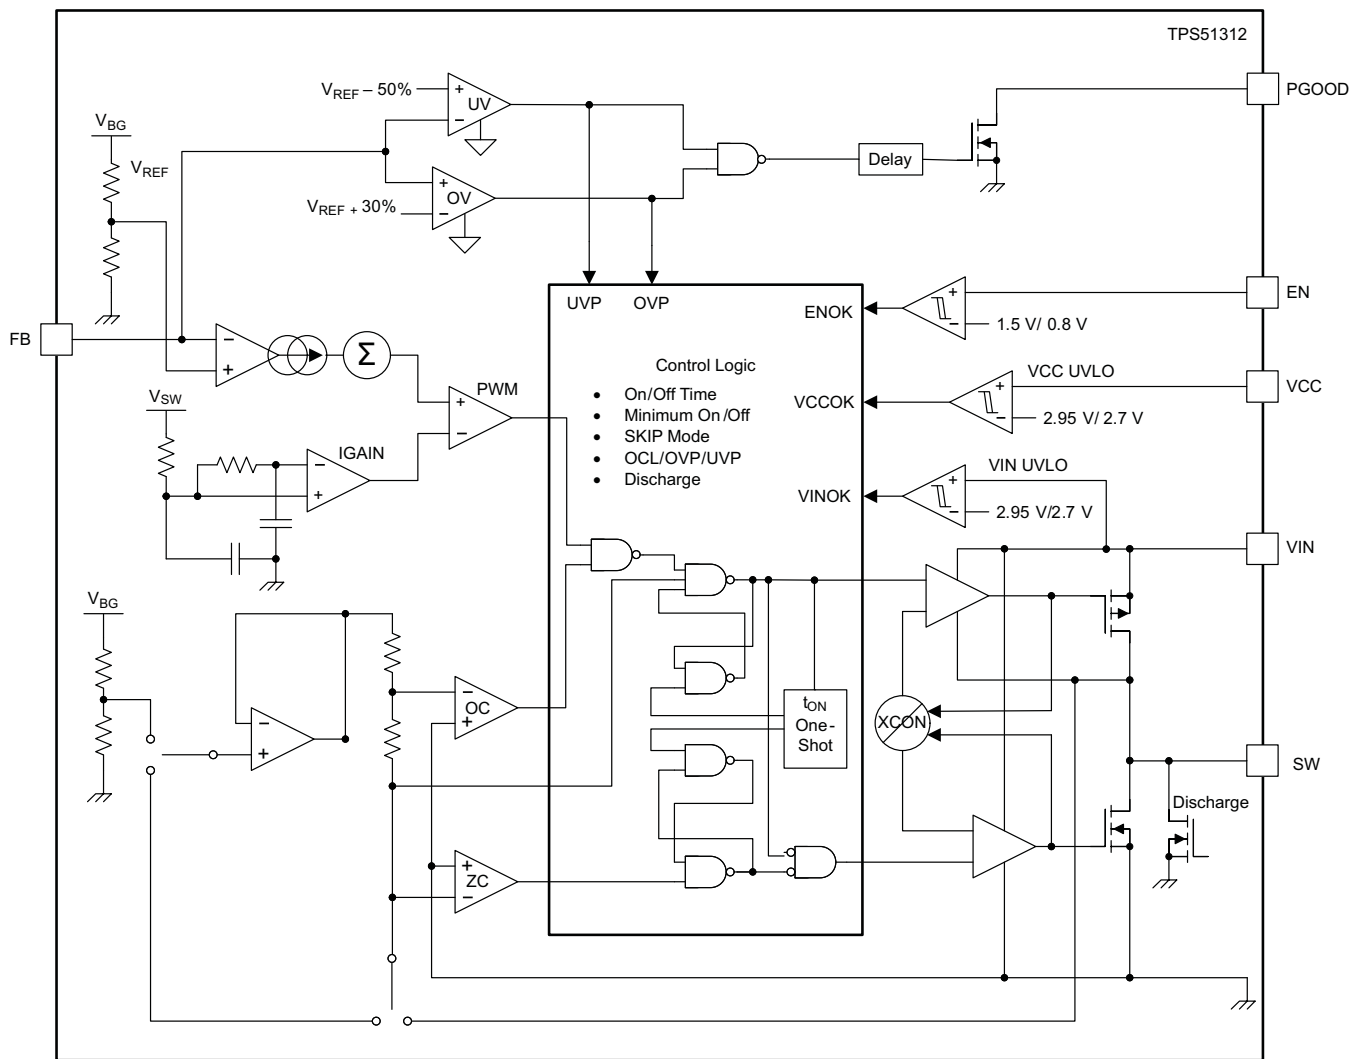 TPS51312
PGOOD
V_REF – 50%
+
UV
–
V_BG
V_REF
Delay
+
OV
–
V_REF + 30%
UVP
OVP
ENOK
+
–
1.5 V/ 0.8 V
EN
FB
–
+
Σ
Control Logic
VCC UVLO
VCC
V_SW
PWM
+
–
• On/Off Time
• Minimum On/Off
• SKIP Mode
• OCL/OVP/UVP
• Discharge
VCCOK
+
–
2.95 V/ 2.7 V
IGAIN
–
+
VIN UVLO
VINOK
+
–
2.95 V/2.7 V
VIN
V_BG
–
+
–
OC
+
t_ON
One-
Shot
XCON
SW
Discharge
+
ZC
–